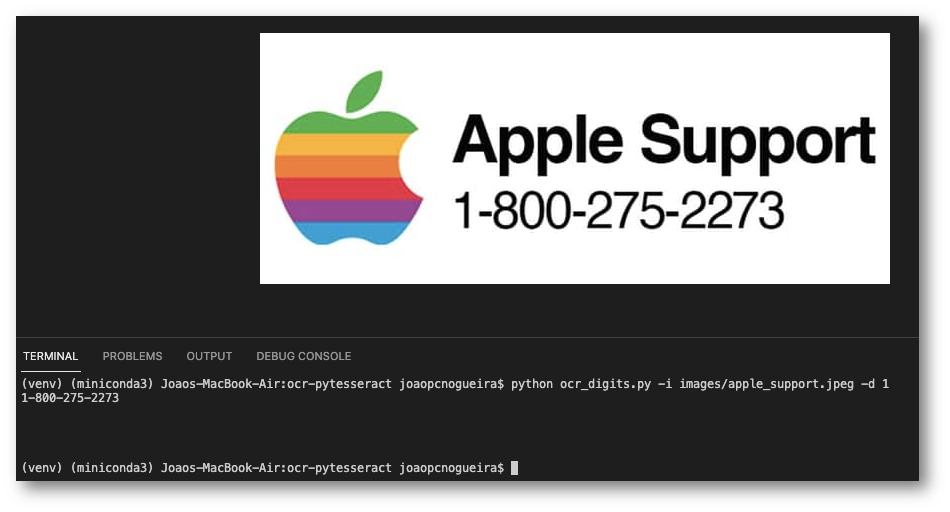 Apple Support
1-800-275-2273
TERMINAL PROBLEMS OUTPUT DEBUG CONSOLE
(venv) (miniconda3) Joaos-MacBook-Air:ocr-pytesseract joaopcnogueira$ python ocr_digits.py -i images/apple_support.jpeg -d 1
1-800-275-2273
(venv) (miniconda3) Joaos-MacBook-Air:ocr-pytesseract joaopcnogueira$